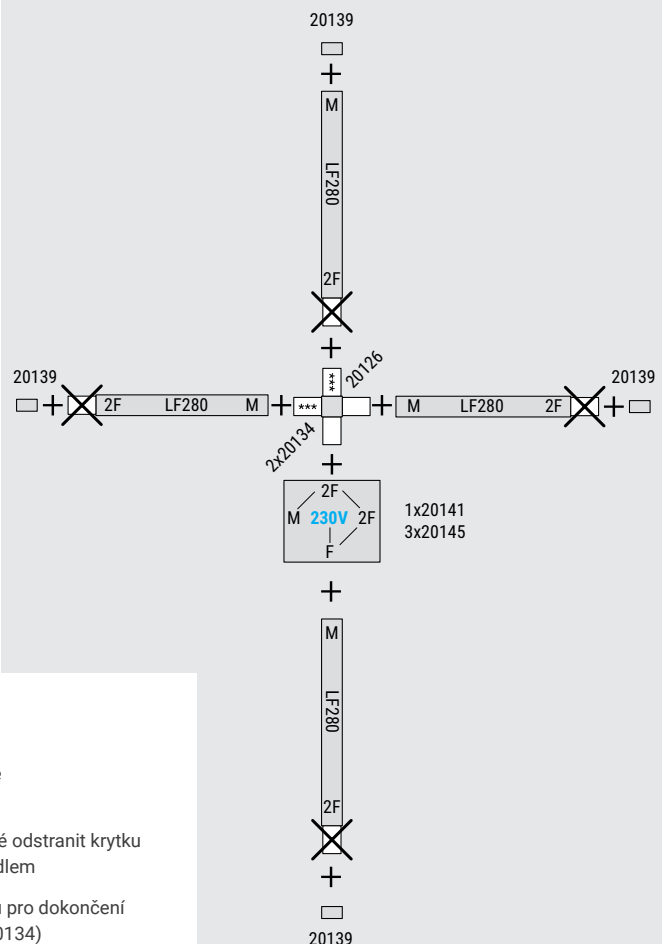 20139
M
LF280
2F
20126
20139
2F LF280 M
***
***
M LF280 2F
20139
2x20134
2F
M 230V 2F
F
1x20141
3x20145
M
LF280
2F
20139
é odstranit krytku
dlem
pro dokončení
0134)